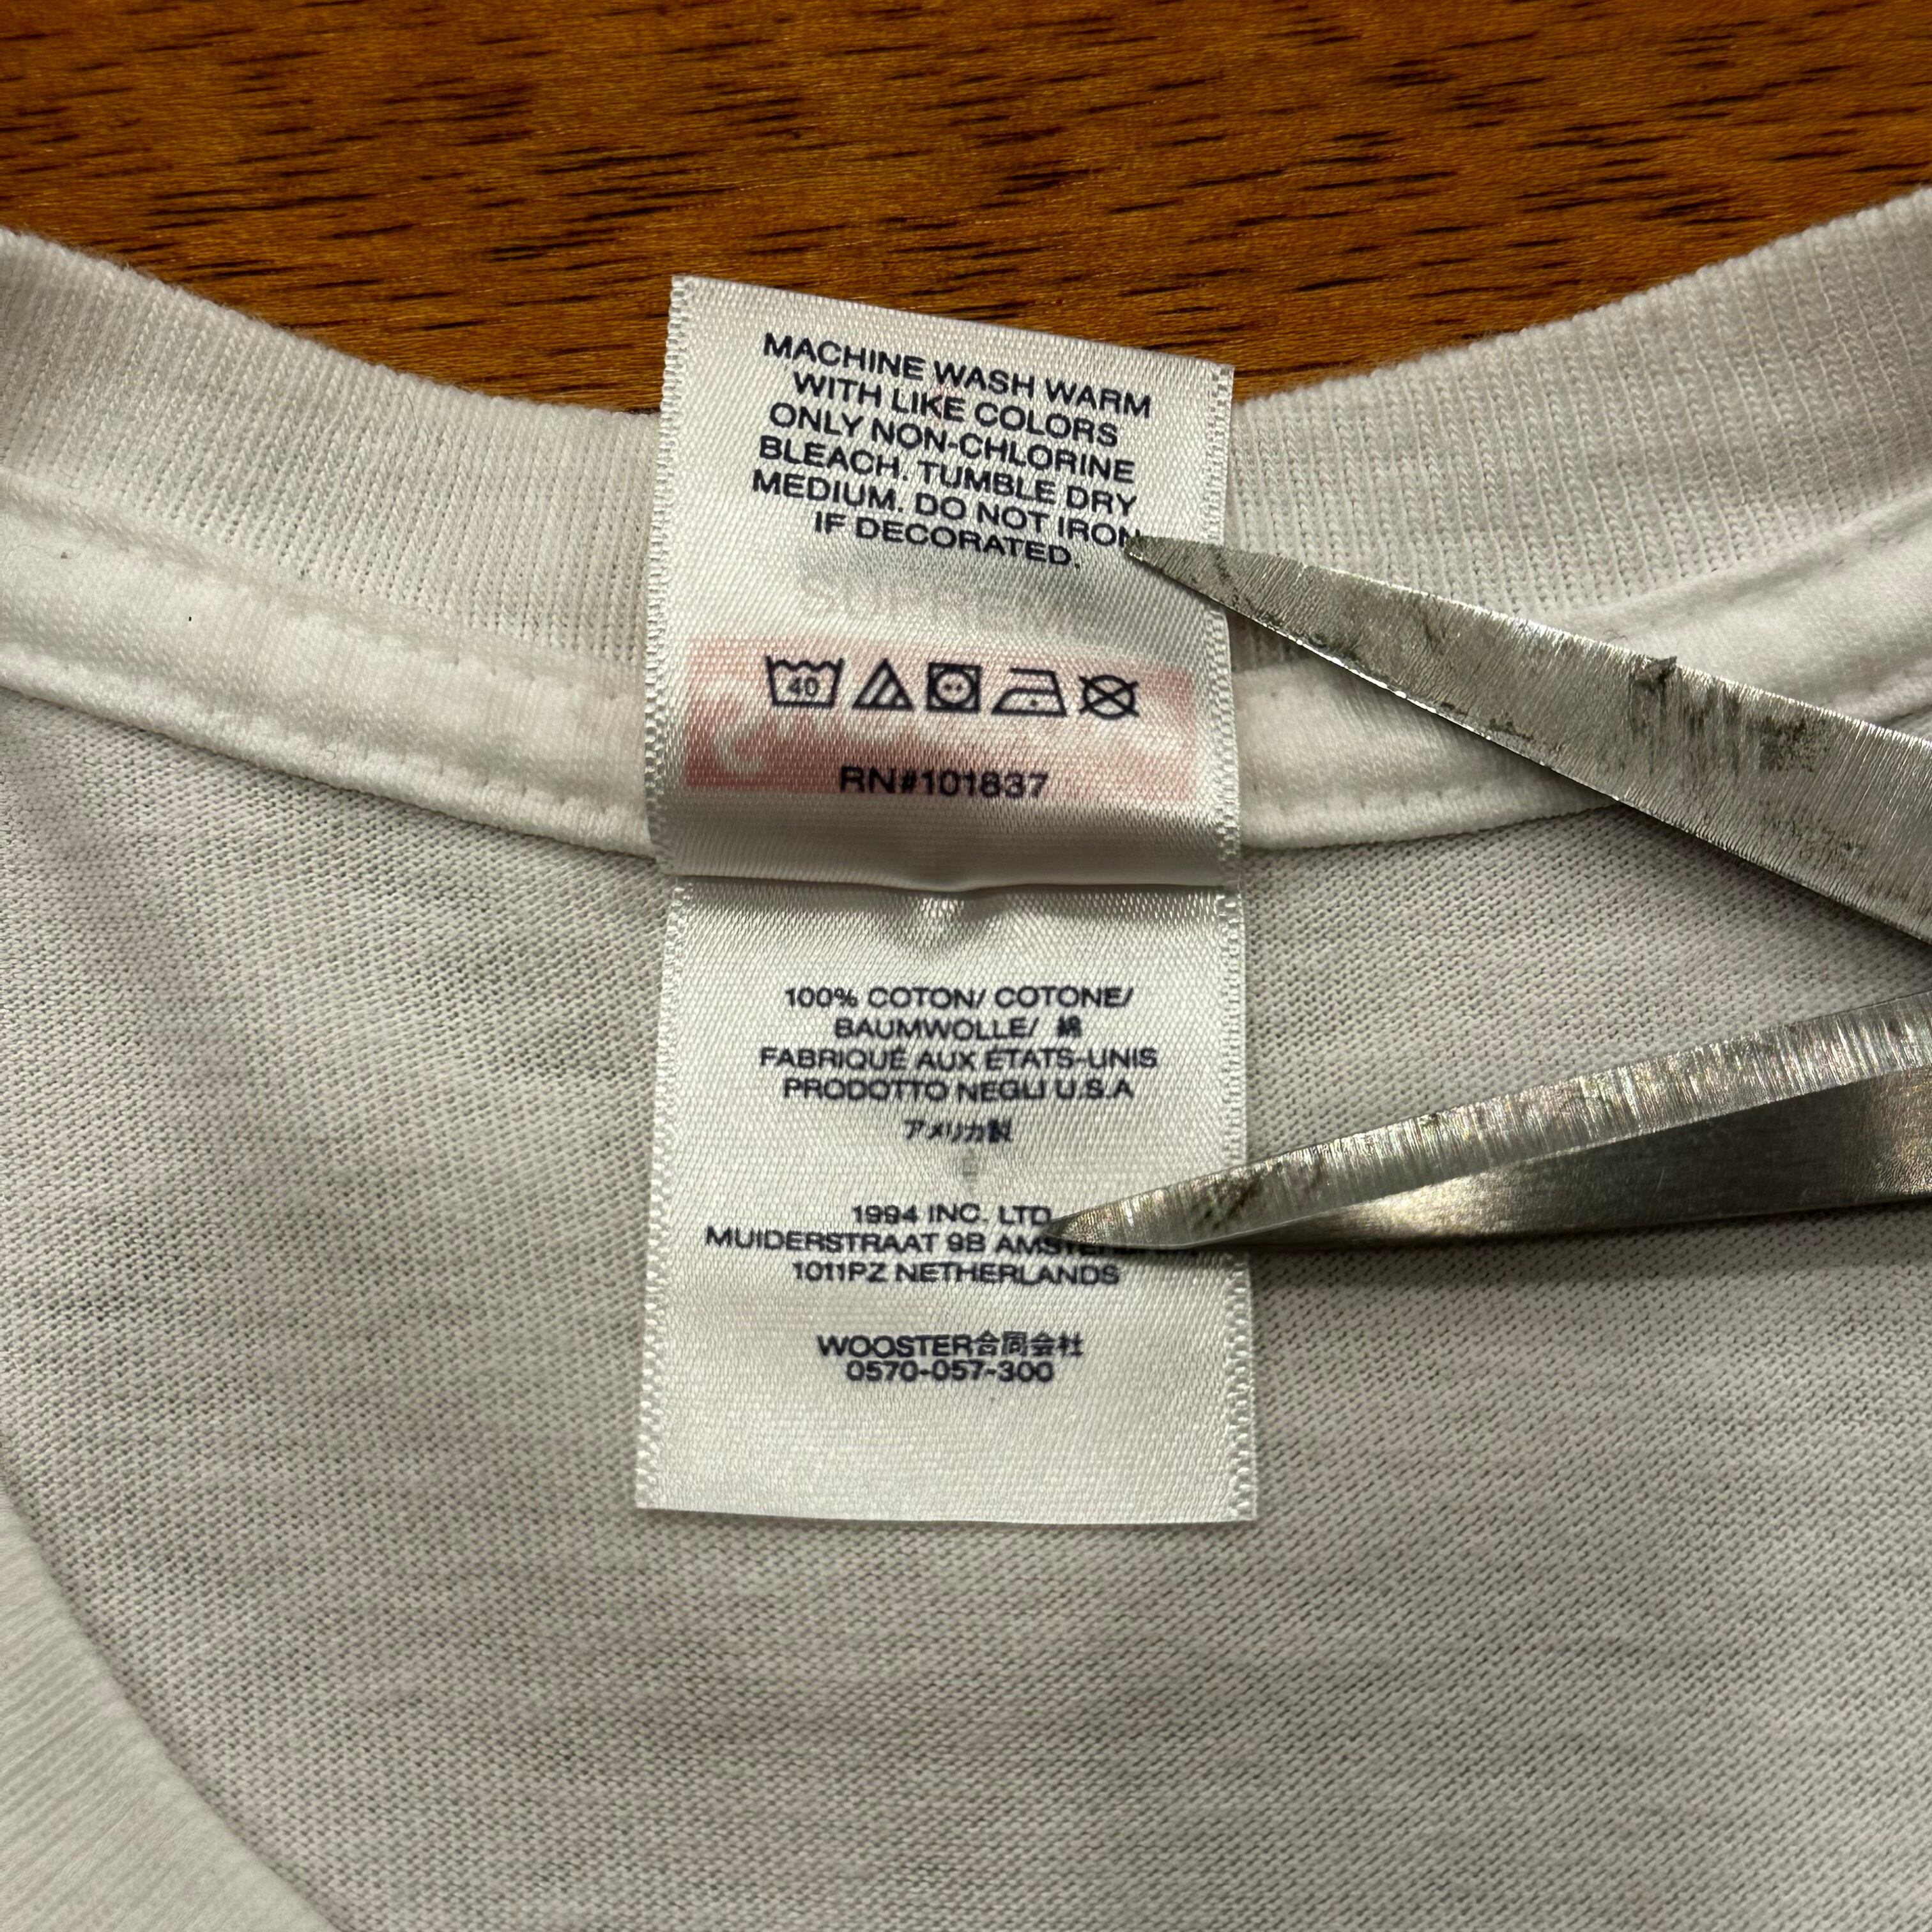 MACHINE WASH WARM
WITH LIKE COLORS
ONLY NON-CHLORINE
BLEACH. TUMBLE DRY
MEDIUM. DO NOT IRON
IF DECORATED.
40
RN#101837
100% COTON/ COTONE/
BAUMWOLLE/ 綿
FABRIQUÉ AUX ETATS-UNIS
PRODOTTO NEGLI U.S.A
アメリカ製
1994 INC. LTD
MUIDERSTRAAT 9B
1011PZ NETHERLANDS
WOOSTER合同会社
0570-057-300